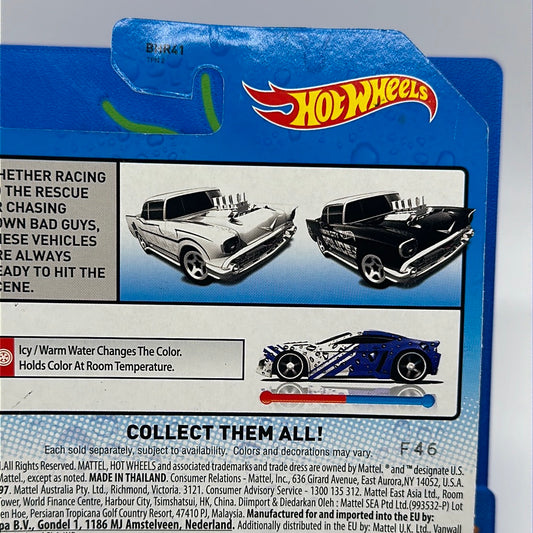 BHR41
HOT WHEELS
HETHER RACING
O THE RESCUE
R CHASING
OWN BAD GUYS,
HESE VEHICLES
RE ALWAYS
EADY TO HIT THE
CENE.
Icy / Warm Water Changes The Color.
Holds Color At Room Temperature.
COLLECT THEM ALL!
Each sold separately, subject to availability. Colors and decorations may vary.
F46
All Rights Reserved. MATTEL, HOT WHEELS and associated trademarks and trade dress are owned by Mattel. ® and ™ designate U.S.
Mattel., except as noted. MADE IN THAILAND. Consumer Relations - Mattel, Inc., 636 Girard Avenue, East Aurora, NY 14052, U.S.A.
97. Mattel Australia Pty. Ltd., Richmond, Victoria. 3121. Consumer Advisory Service - 1300 135 312. Mattel East Asia Ltd., Room
Tower, World Finance Centre, Harbour City, Tsimshatsui, HK, China. Diimport & Diedarkan Oleh : Mattel SEA Ptd Ltd.(993532-P) Lot
en Hoe, Persiaran Tropicana Golf Country Resort, 47410 PJ, Malaysia. Manufactured for and imported into the EU by:
pa B.V., Gondel 1, 1186 MJ Amstelveen, Nederland. Additionally distributed in the EU by: Mattel U.K. Ltd., Vanwall